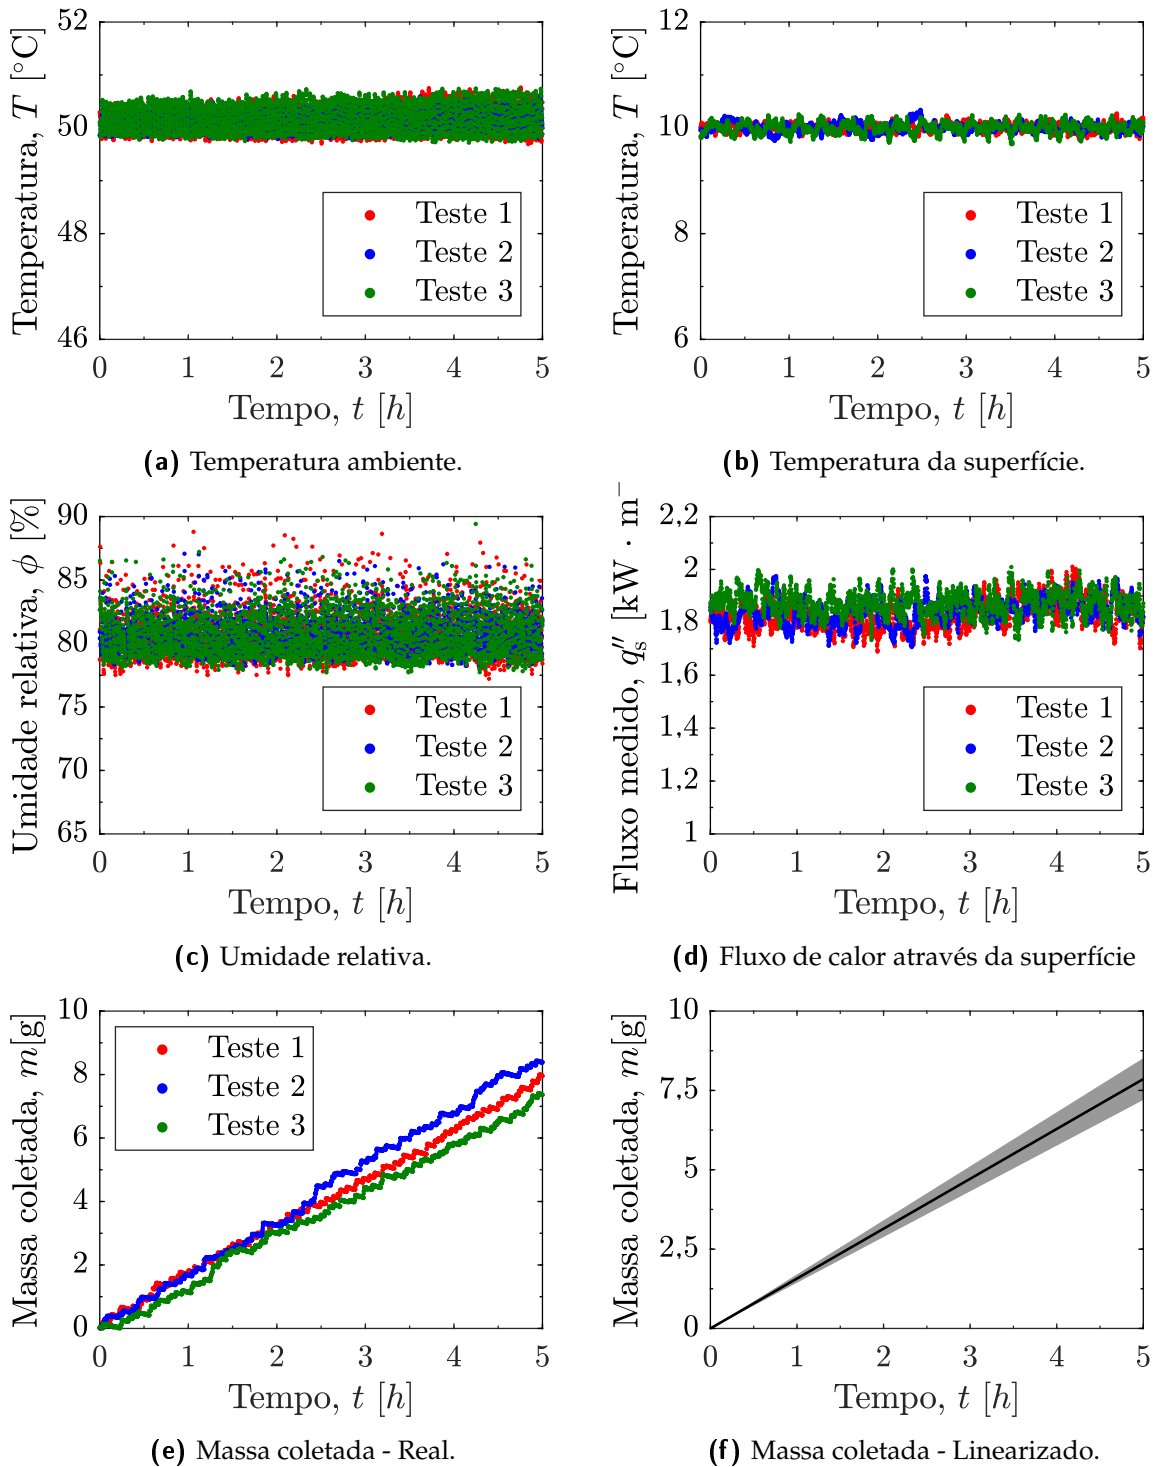 52
50
48
46
Temperatura, T [°C]
Teste 1
Teste 2
Teste 3
0 1 2 3 4 5
Tempo, t [h]
(a) Temperatura ambiente.
12
10
8
6
Temperatura, T [°C]
Teste 1
Teste 2
Teste 3
0 1 2 3 4 5
Tempo, t [h]
(b) Temperatura da superfície.
90
85
80
75
70
65
Umidade relativa, ϕ [%]
Teste 1
Teste 2
Teste 3
0 1 2 3 4 5
Tempo, t [h]
(c) Umidade relativa.
2,2
2
1,8
1,6
1,4
1,2
1
Fluxo medido, q″s [kW · m−
Teste 1
Teste 2
Teste 3
0 1 2 3 4 5
Tempo, t [h]
(d) Fluxo de calor através da superfície
10
8
6
4
2
0
Massa coletada, m[g]
Teste 1
Teste 2
Teste 3
0 1 2 3 4 5
Tempo, t [h]
(e) Massa coletada - Real.
10
7,5
5
2,5
0
Massa coletada, m[g]
0 1 2 3 4 5
Tempo, t [h]
(f) Massa coletada - Linearizado.